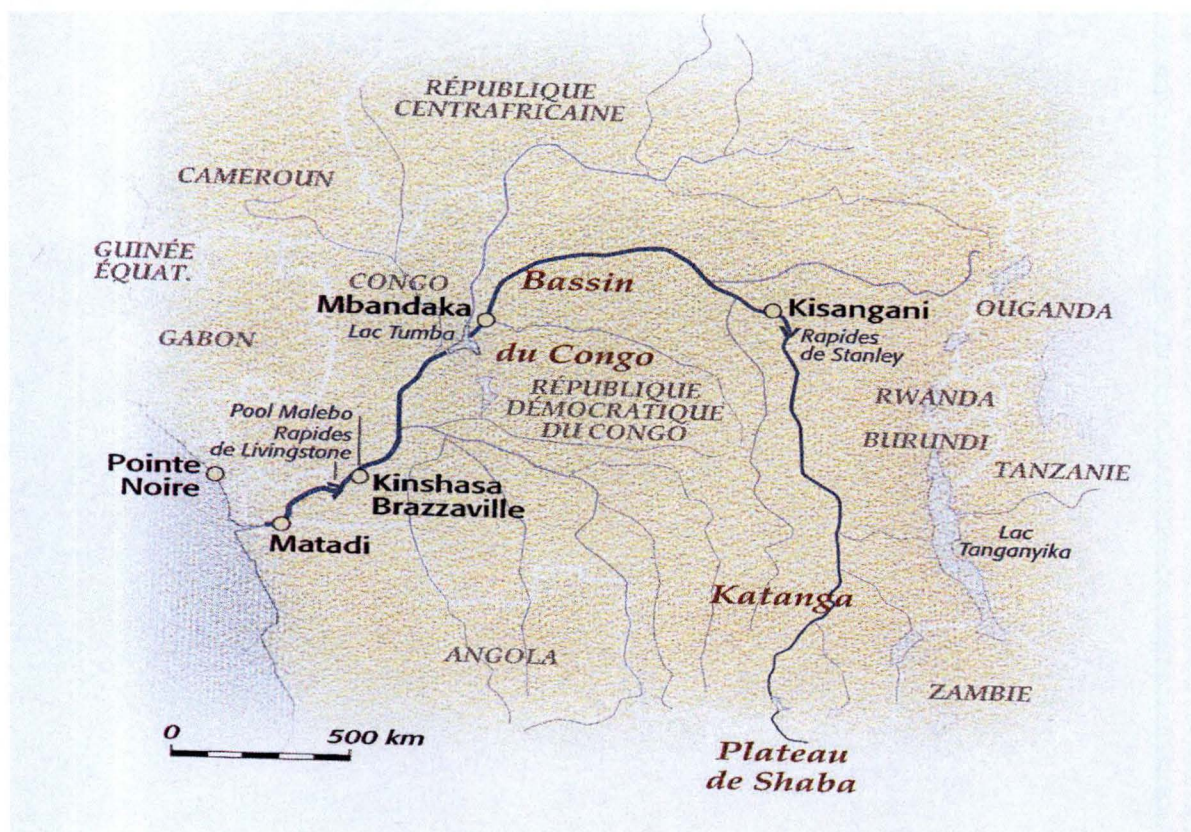 RÉPUBLIQUE
CENTRAFRICAINE
CAMEROUN
GUINÉE
ÉQUAT.
CONGO
Bassin
Mbandaka
Kisangani
OUGANDA
Lac Tumba
GABON
Rapides
de Stanley
du Congo
RÉPUBLIQUE
DÉMOCRATIQUE
DU CONGO
RWANDA
Pool Malebo
Rapides
de Livingstone
BURUNDI
TANZANIE
Pointe
Noire
Kinshasa
Brazzaville
Matadi
Lac
Tanganyika
Katanga
ANGOLA
ZAMBIE
0 500 km
Plateau
de Shaba